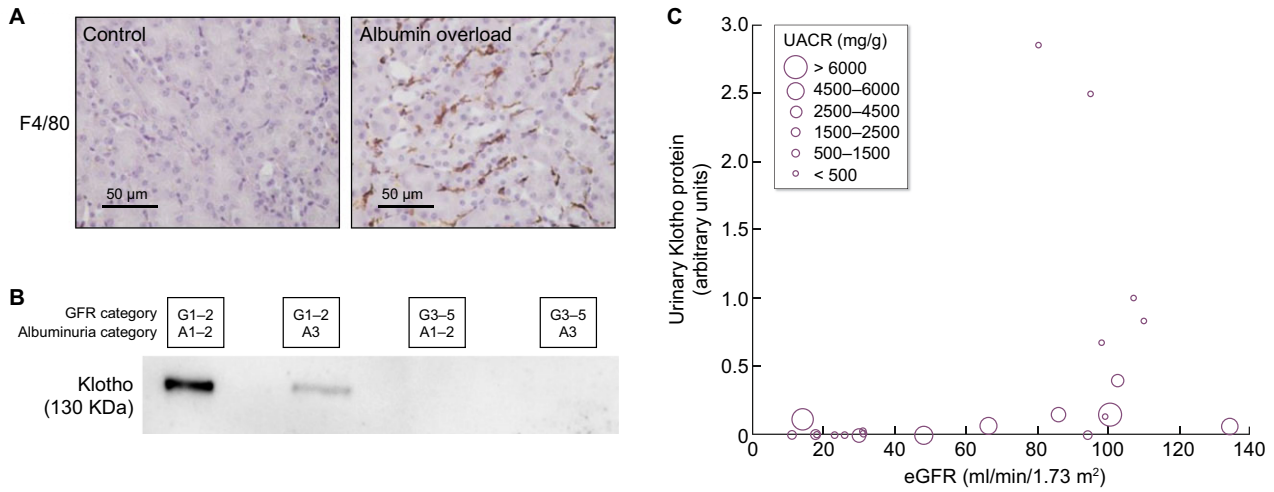 A
Control
Albumin overload
F4/80
50 µm
50 µm
B
GFR category
Albuminuria category
G1–2
A1–2
G1–2
A3
G3–5
A1–2
G3–5
A3
Klotho
(130 KDa)
C
Urinary Klotho protein
(arbitrary units)
3.0
2.5
2.0
1.5
1.0
0.5
0
UACR (mg/g)
> 6000
4500–6000
2500–4500
1500–2500
500–1500
< 500
0 20 40 60 80 100 120 140
eGFR (ml/min/1.73 m²)